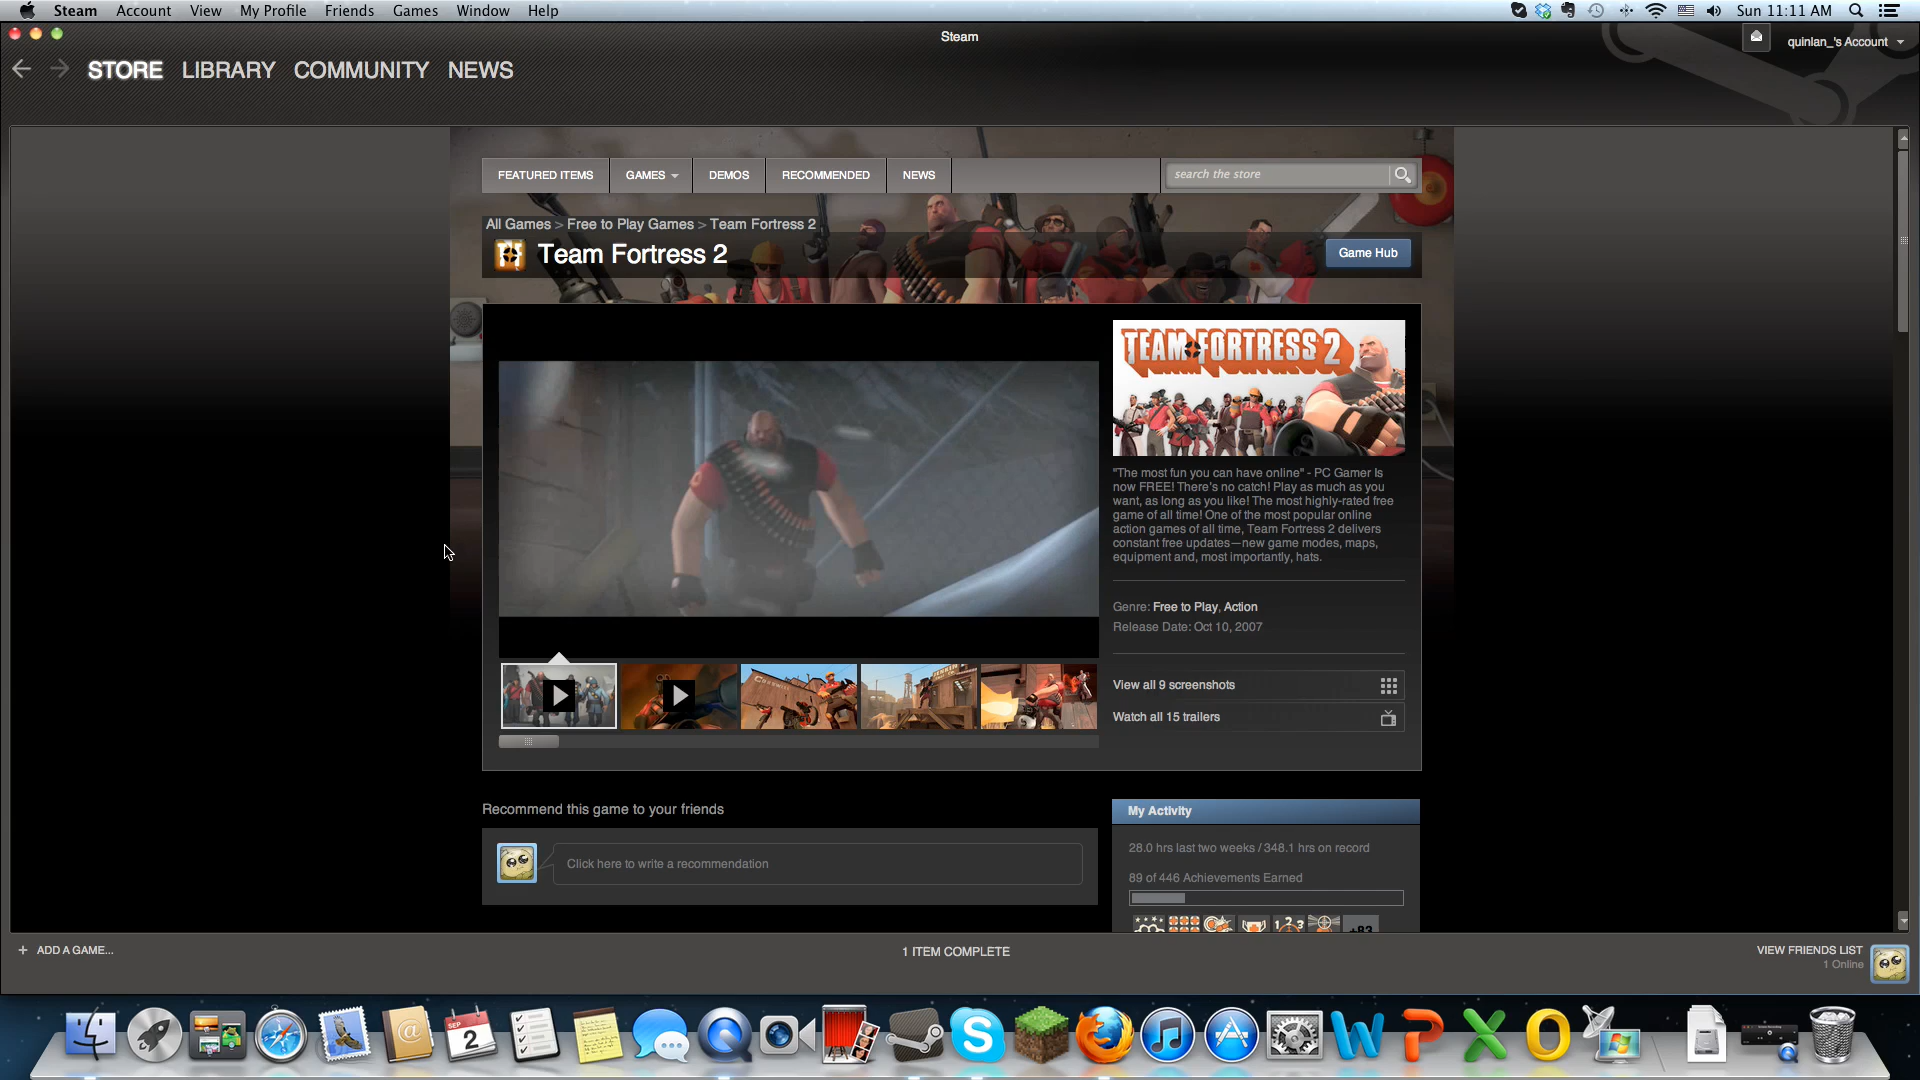 Steam Account View My Profile Friends Games Window Help Sun 11:11 AM
Steam
quinlan_'s Account
STORE LIBRARY COMMUNITY NEWS
FEATURED ITEMS GAMES DEMOS RECOMMENDED NEWS
search the store
All Games > Free to Play Games > Team Fortress 2
Team Fortress 2
Game Hub
TEAM FORTRESS 2
"The most fun you can have online" - PC Gamer Is
now FREE! There's no catch! Play as much as you
want, as long as you like! The most highly-rated free
game of all time! One of the most popular online
action games of all time, Team Fortress 2 delivers
constant free updates—new game modes, maps,
equipment and, most importantly, hats.
Genre: Free to Play, Action
Release Date: Oct 10, 2007
View all 9 screenshots
Watch all 15 trailers
Recommend this game to your friends
Click here to write a recommendation
My Activity
28.0 hrs last two weeks / 348.1 hrs on record
89 of 446 Achievements Earned
1 2 3
+83
+ ADD A GAME...
1 ITEM COMPLETE
VIEW FRIENDS LIST
1 Online
SEP
2